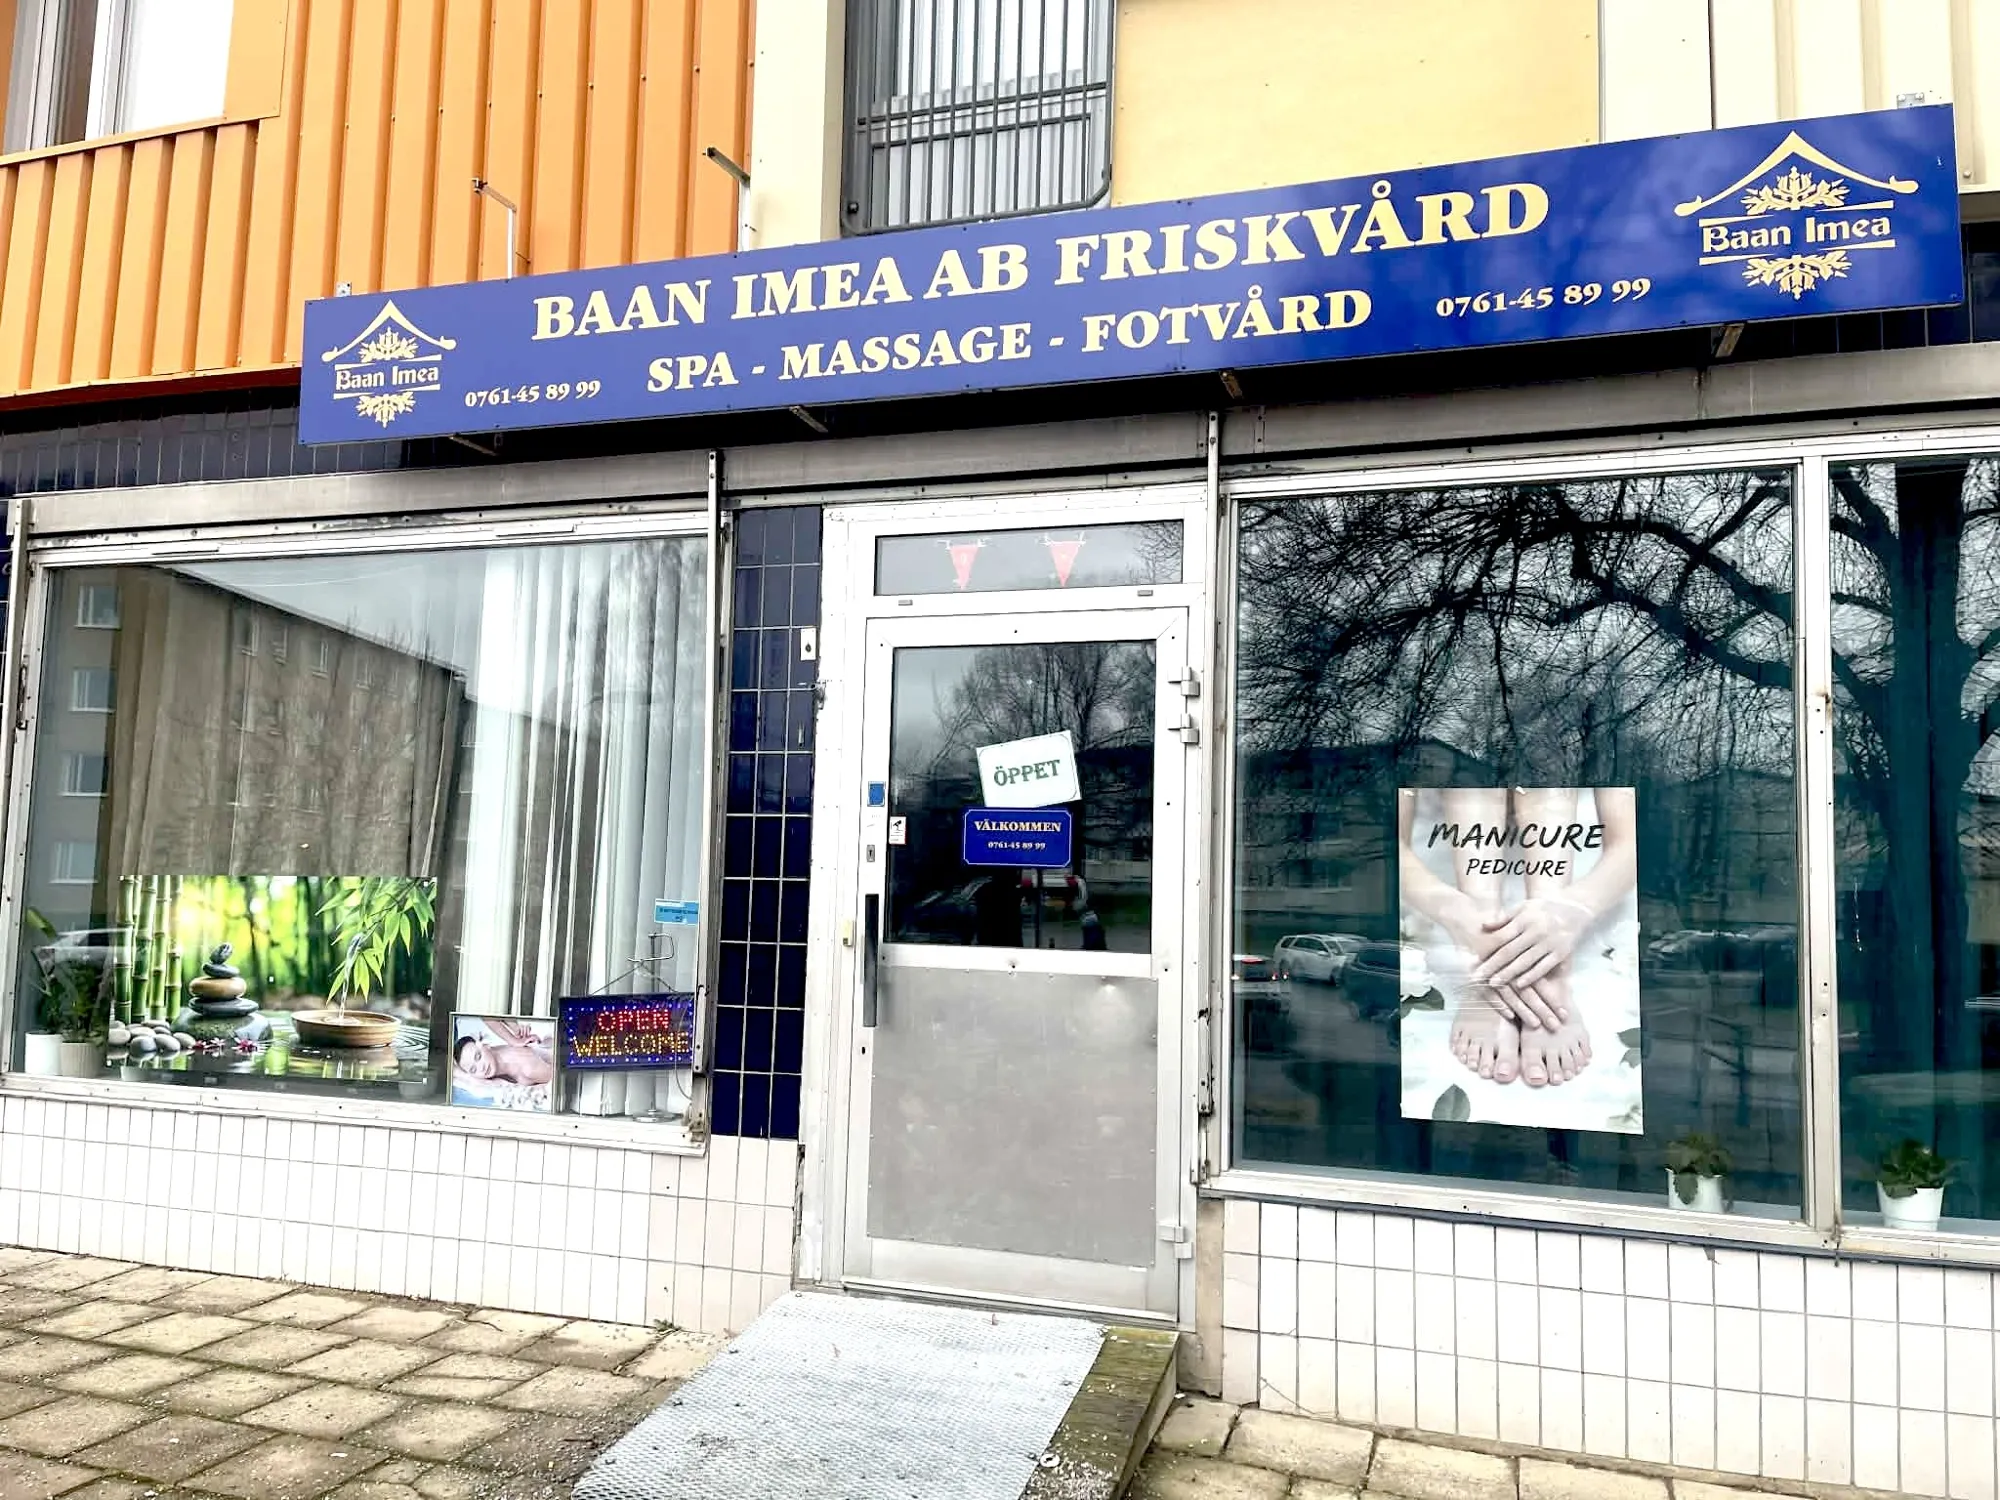 BAAN IMEA AB FRISKVÅRD
SPA - MASSAGE - FOTVÅRD
Baan Imea
0761-45 89 99
0761-45 89 99
Baan Imea
ÖPPET
VÄLKOMMEN
0761-45 89 99
OPEN
WELCOME
MANICURE
PEDICURE